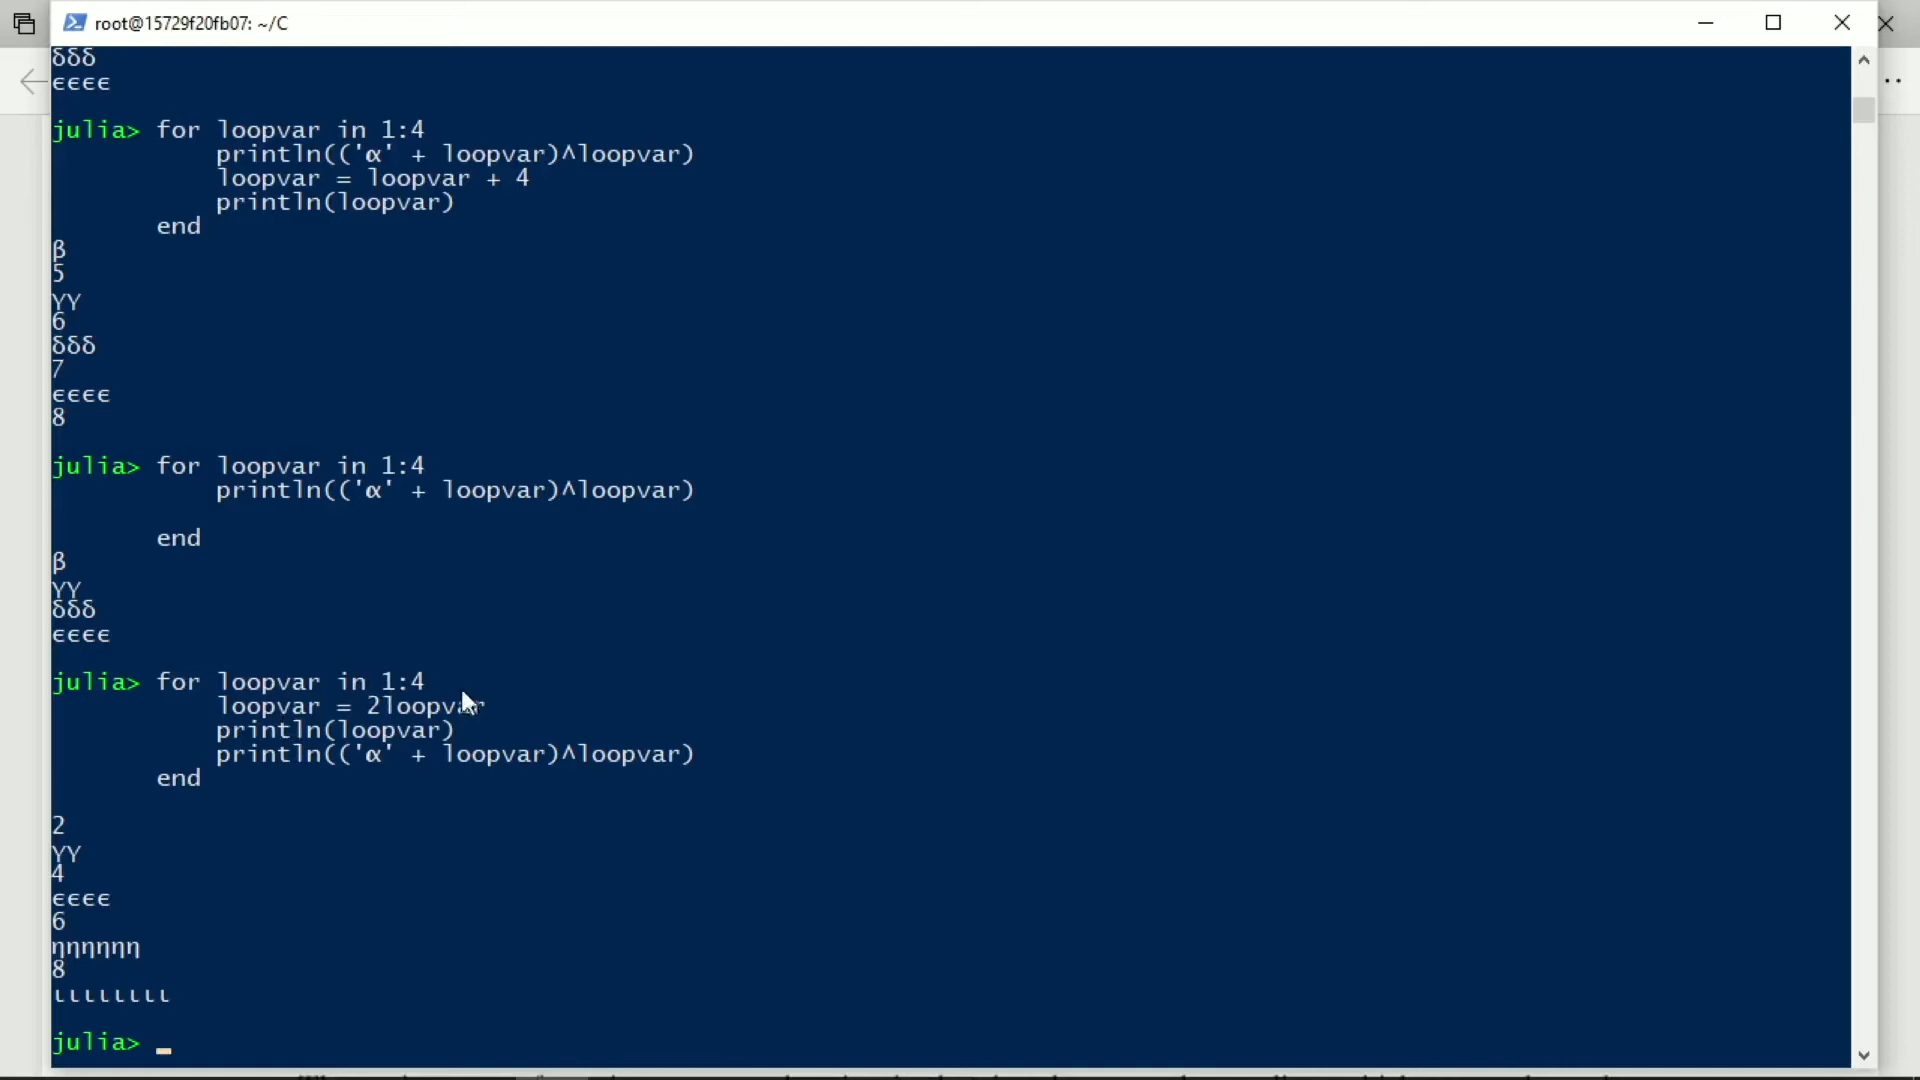 root@15729f20fb07: ~/C
δδδ
εεεε
julia> for loopvar in 1:4
println(('α' + loopvar)^loopvar)
loopvar = loopvar + 4
println(loopvar)
end
β
5
γγ
6
δδδ
7
εεεε
8
julia> for loopvar in 1:4
println(('α' + loopvar)^loopvar)
end
β
γγ
δδδ
εεεε
julia> for loopvar in 1:4
loopvar = 2loopvar
println(loopvar)
println(('α' + loopvar)^loopvar)
end
2
γγ
4
εεεε
6
ηηηηηη
8
ιιιιιιιι
julia>